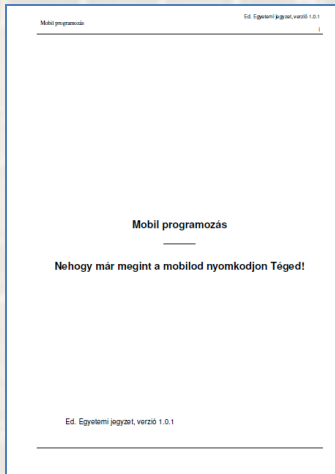 Mobil programozás
Ed. Egyetemi jegyzet, verzió 1.0.1
Mobil programozás
Nehogy már megint a mobilod nyomkodjon Téged!
Ed. Egyetemi jegyzet, verzió 1.0.1